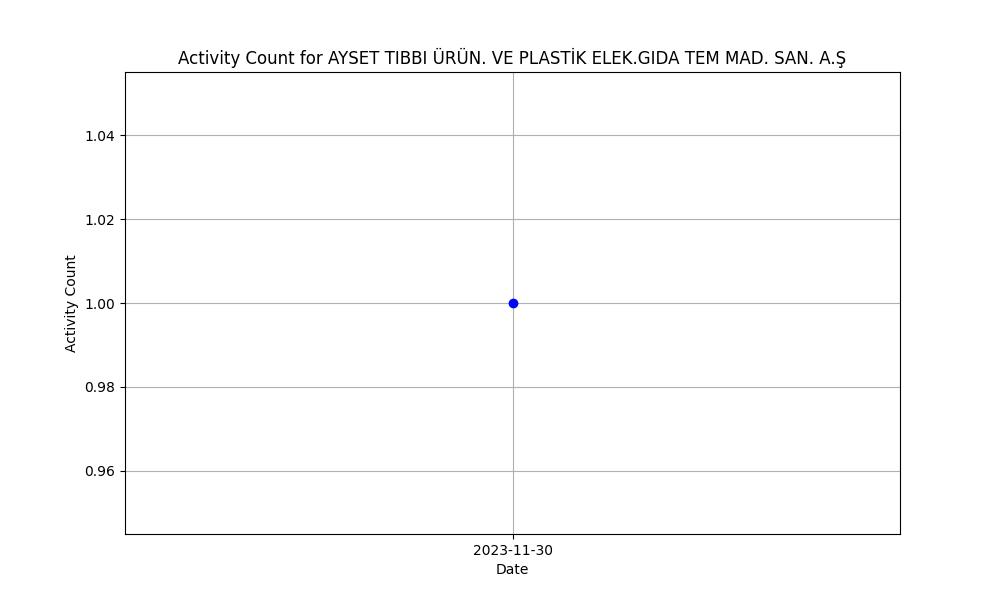 Activity Count for AYSET TIBBI ÜRÜN. VE PLASTİK ELEK.GIDA TEM MAD. SAN. A.Ş
1.04
1.02
1.00
0.98
0.96
Activity Count
2023-11-30
Date